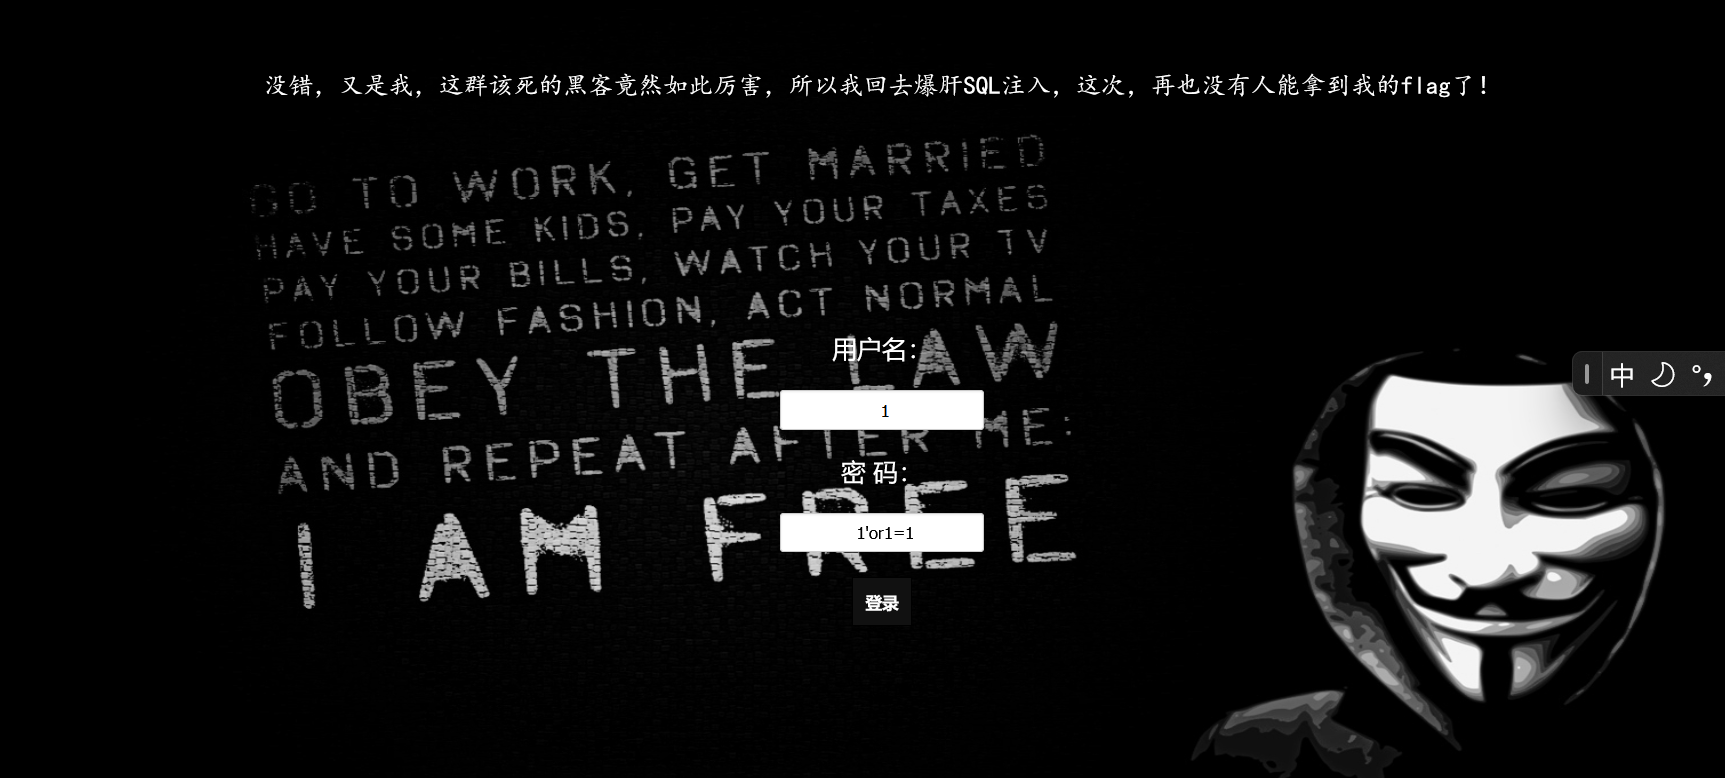 没错，又是我，这群该死的黑客竟然如此厉害，所以我回去爆肝SQL注入，这次，再也没有人能拿到我的flag了！
GO TO WORK, GET MARRIED
HAVE SOME KIDS, PAY YOUR TAXES
PAY YOUR BILLS, WATCH YOUR TV
FOLLOW FASHION, ACT NORMAL
OBEY THE LAW
AND REPEAT AFTER ME:
I AM FREE
用户名：
1
密 码：
1'or1=1
登录
中